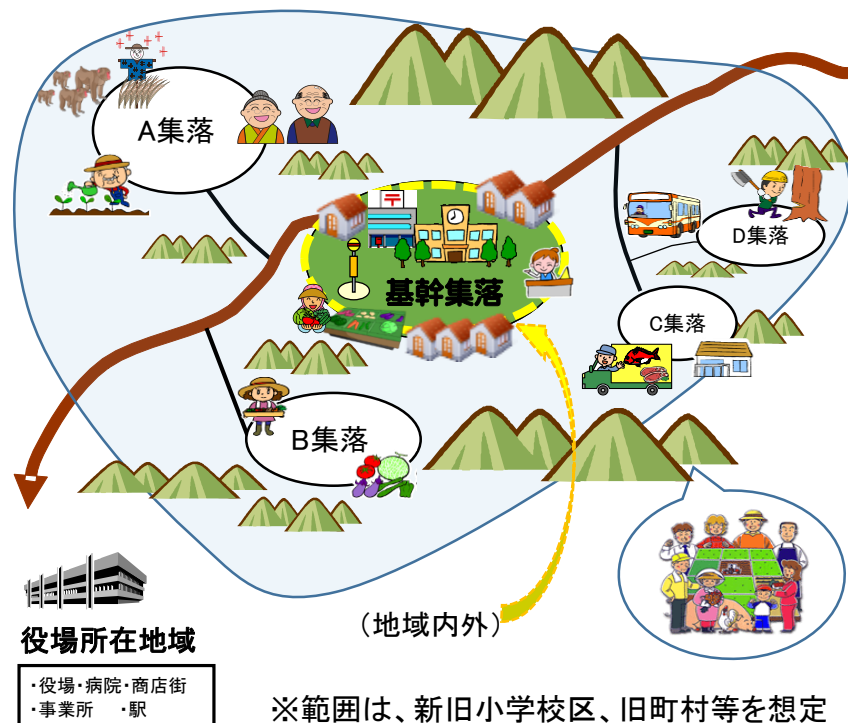 A集落
〒
D集落
基幹集落
C集落
B集落
役場所在地域
(地域内外)
・役場・病院・商店街
・事業所　・駅
※範囲は、新旧小学校区、旧町村等を想定